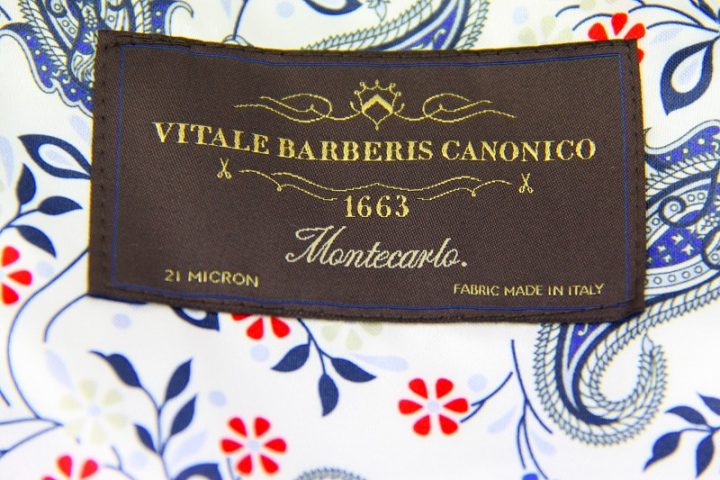 VITALE BARBERIS CANONICO
1663
Montecarlo.
21 MICRON
FABRIC MADE IN ITALY